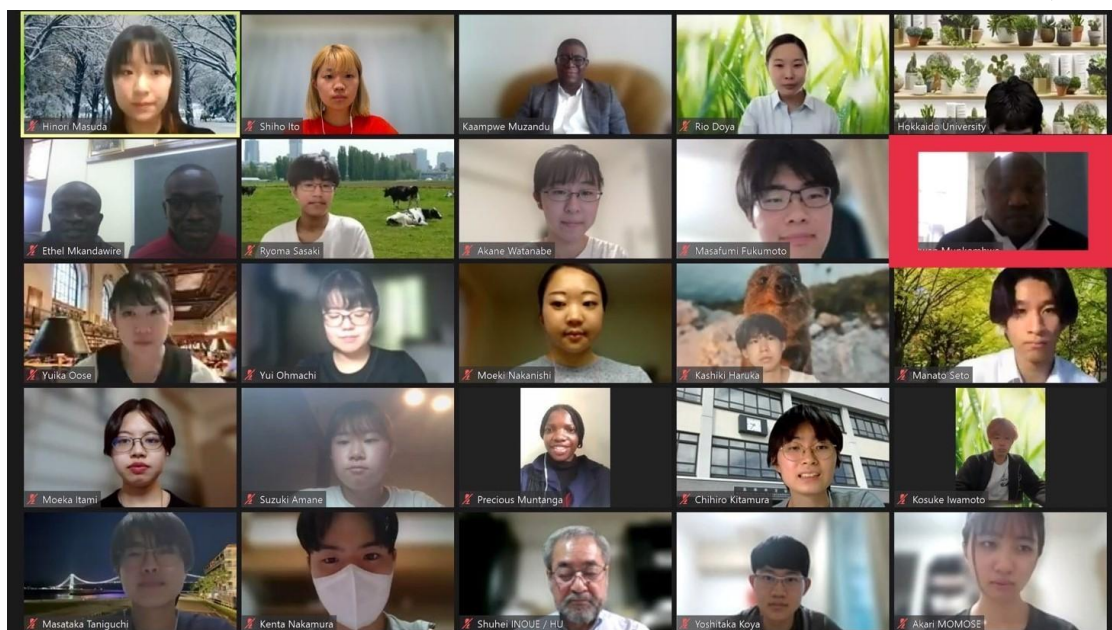 Hinori Masuda
Shiho Ito
Kaampwe Muzandu
Rio Doya
Hokkaido University
Ethel Mkandawire
Ryoma Sasaki
Akane Watanabe
Masafumi Fukumoto
Yuika Oose
Yui Ohmachi
Moeki Nakanishi
Kashiki Haruka
Manato Seto
Moeka Itami
Suzuki Amane
Precious Muntanga
Chihiro Kitamura
Kosuke Iwamoto
Masataka Taniguchi
Kenta Nakamura
Shuhei INOUE / HU
Yoshitaka Koya
Akari MOMOSE